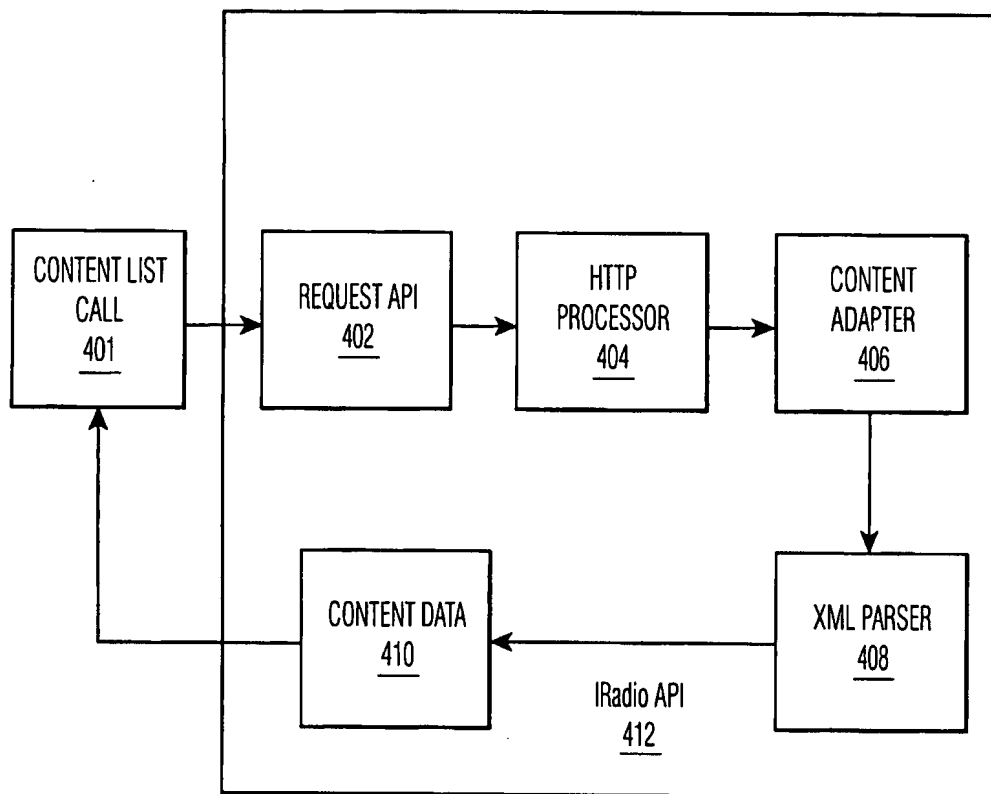 CONTENT LIST
CALL
401
REQUEST API
402
HTTP
PROCESSOR
404
CONTENT
ADAPTER
406
CONTENT DATA
410
XML PARSER
408
IRadio API
412